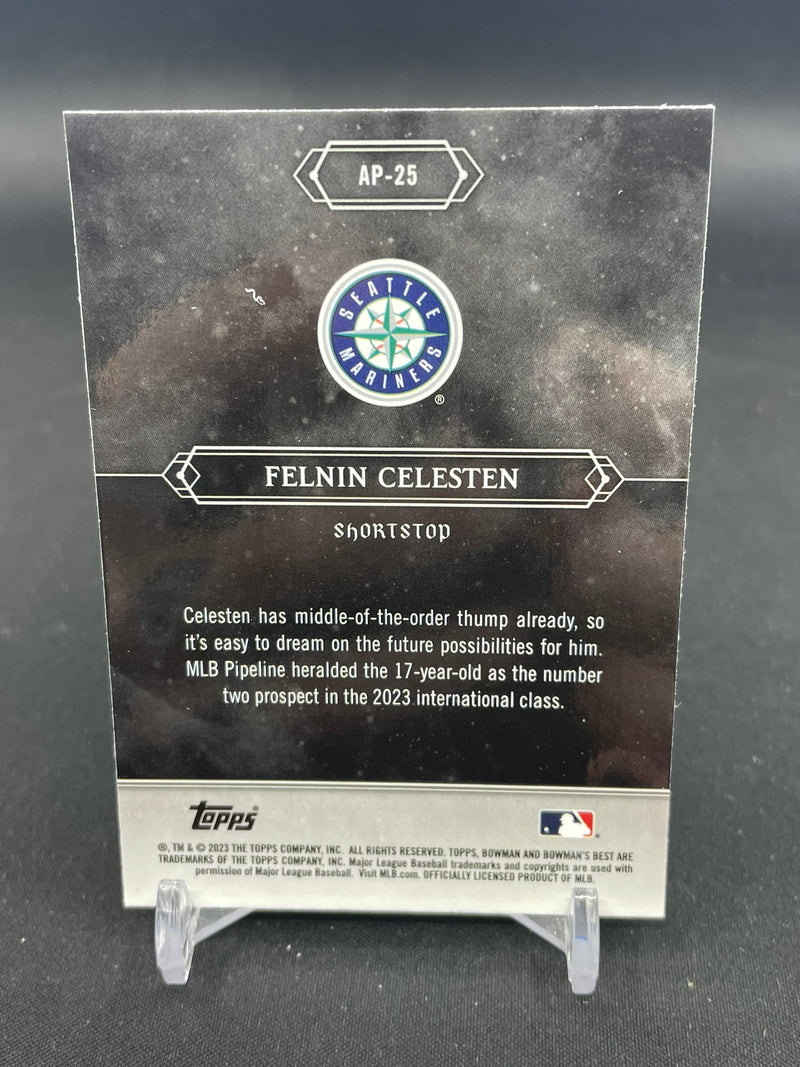 AP-25
SEATTLE
MARINERS
®
FELNIN CELESTEN
SHORTSTOP
Celesten has middle-of-the-order thump already, so
it's easy to dream on the future possibilities for him.
MLB Pipeline heralded the 17-year-old as the number
two prospect in the 2023 international class.
topps®
®, TM & © 2023 THE TOPPS COMPANY, INC. ALL RIGHTS RESERVED. TOPPS, BOWMAN AND BOWMAN'S BEST ARE
TRADEMARKS OF THE TOPPS COMPANY, INC. Major League Baseball trademarks and copyrights are used with
permission of Major League Baseball. Visit MLB.com. OFFICIALLY LICENSED PRODUCT OF MLB.